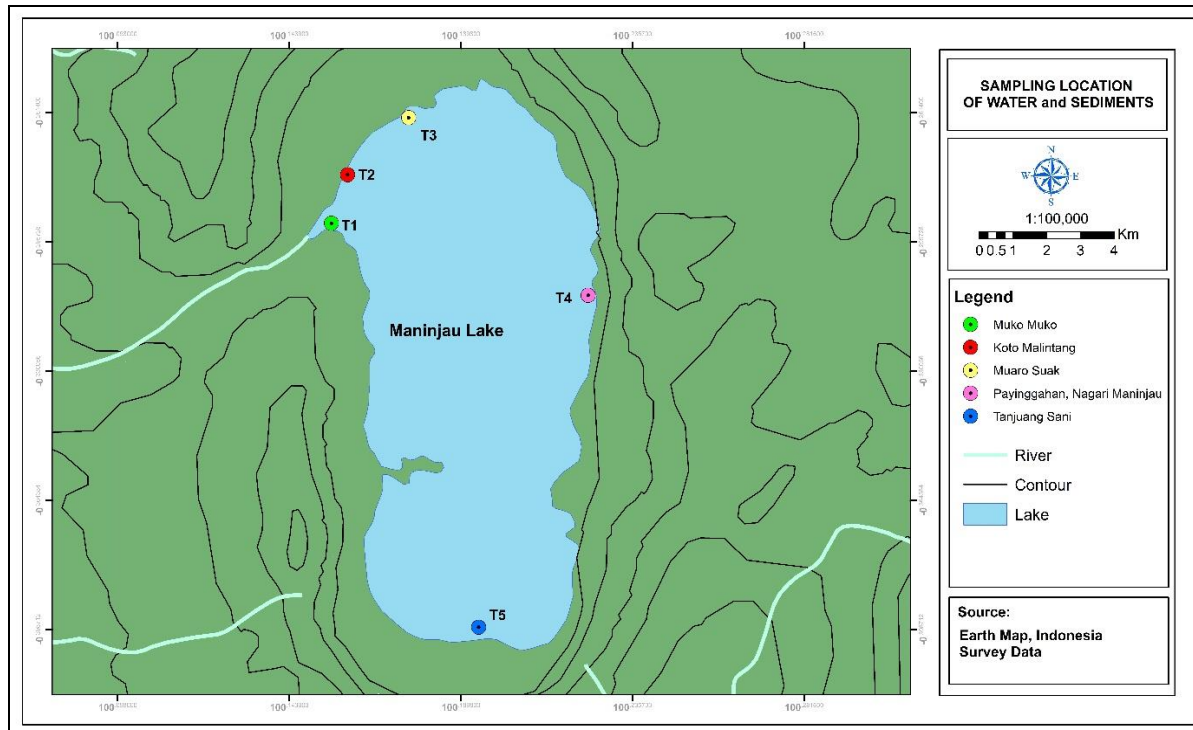 SAMPLING LOCATION
OF WATER and SEDIMENTS
N
W E
S
1:100,000
Km
0 0.5 1 2 3 4
Legend
Muko Muko
Koto Malintang
Muaro Suak
Payinggahan, Nagari Maninjau
Tanjuang Sani
River
Contour
Lake
Source:
Earth Map, Indonesia
Survey Data
T3
T2
T1
T4
Maninjau Lake
T5